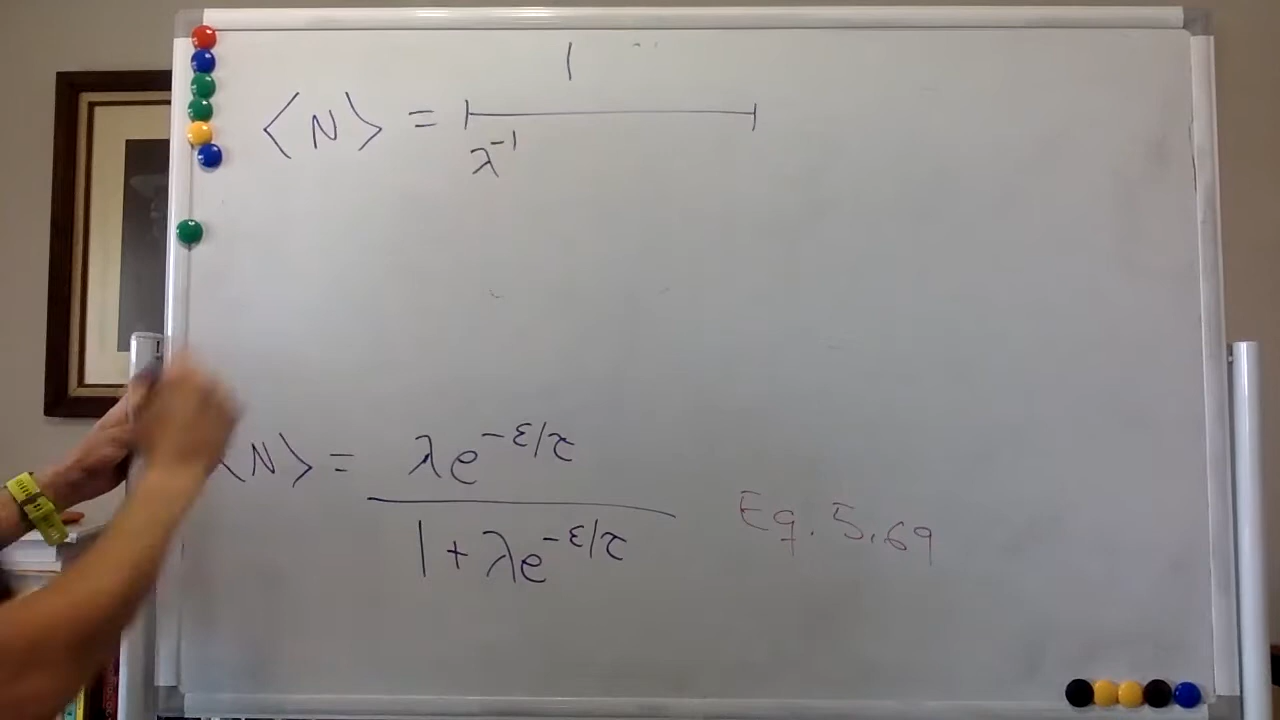 ⟨N⟩ = 1 / λ⁻¹
⟨N⟩ = λe^(-ε/τ) / 1 + λe^(-ε/τ)
Eq. 5.69